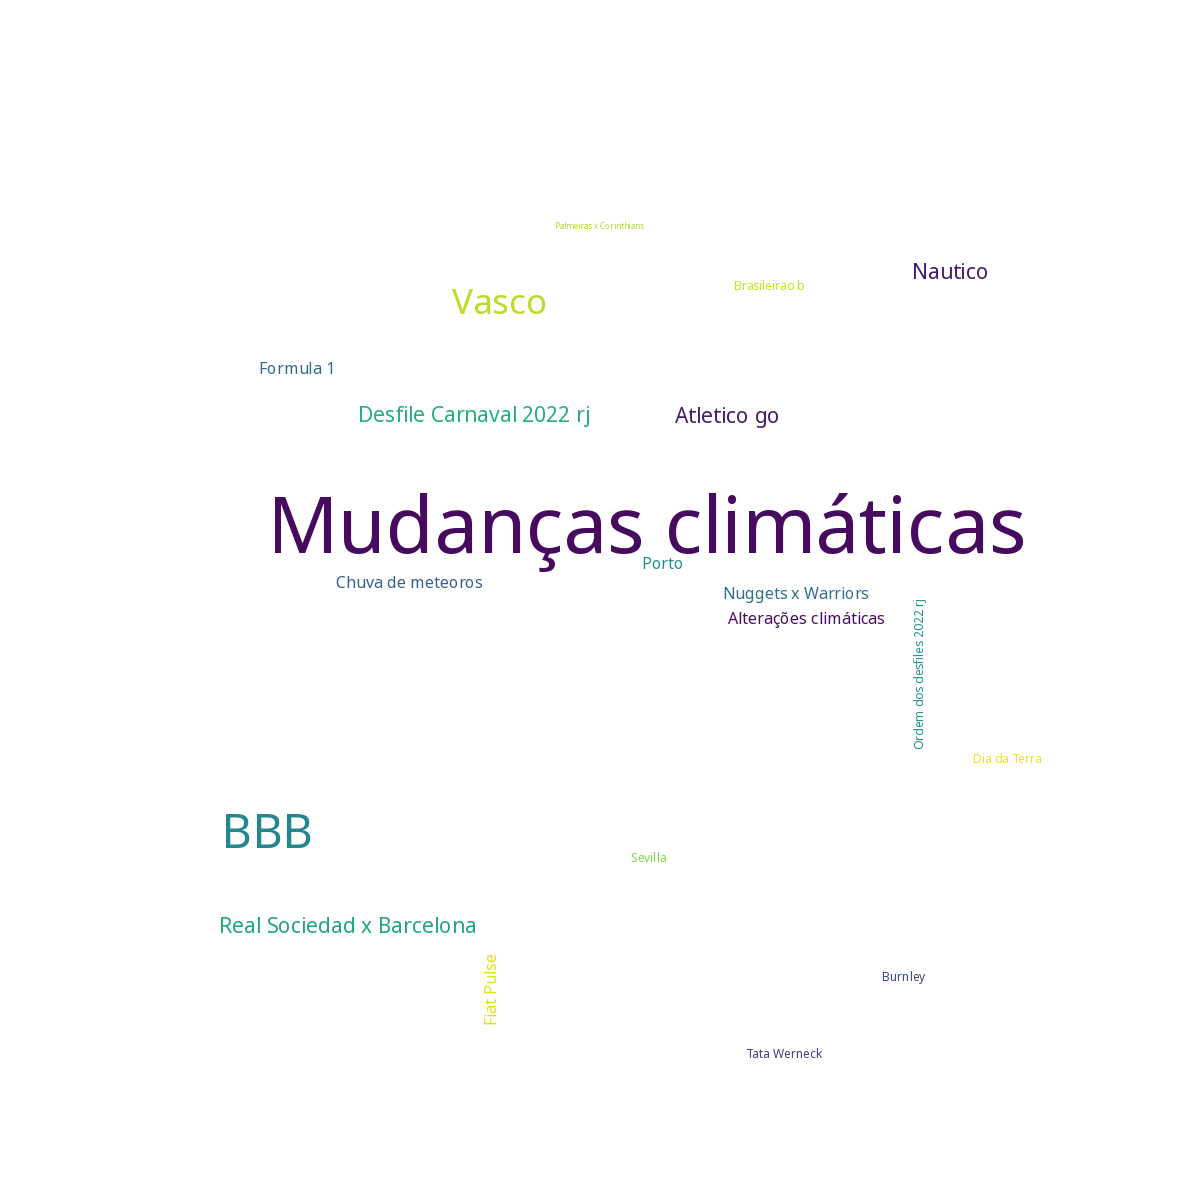 Palmeiras x Corinthians
Nautico
Brasileirao b
Vasco
Formula 1
Desfile Carnaval 2022 rj
Atletico go
Mudanças climáticas
Porto
Chuva de meteoros
Nuggets x Warriors
Alterações climáticas
Ordem dos desfiles 2022 rj
Dia da Terra
BBB
Sevilla
Real Sociedad x Barcelona
Fiat Pulse
Burnley
Tata Werneck